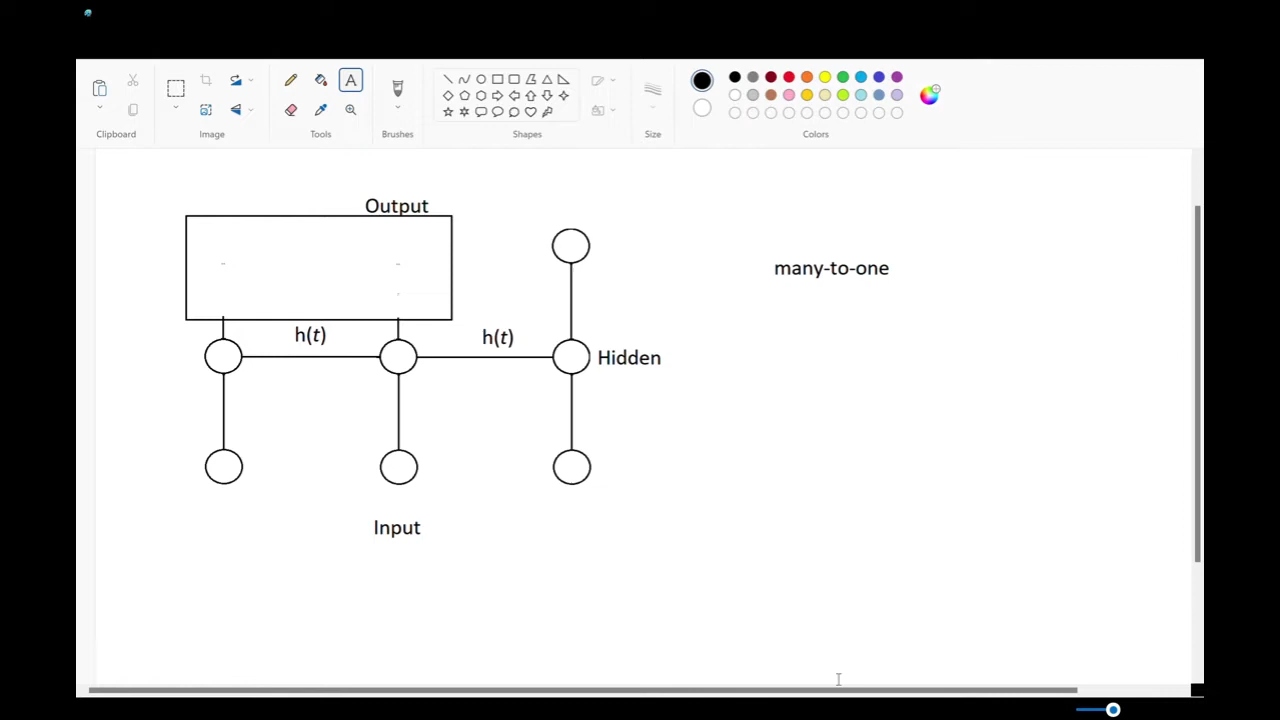 Clipboard
Image
Tools
Brushes
Shapes
Size
Colors
A
Output
many-to-one
h(t)
h(t)
Hidden
Input